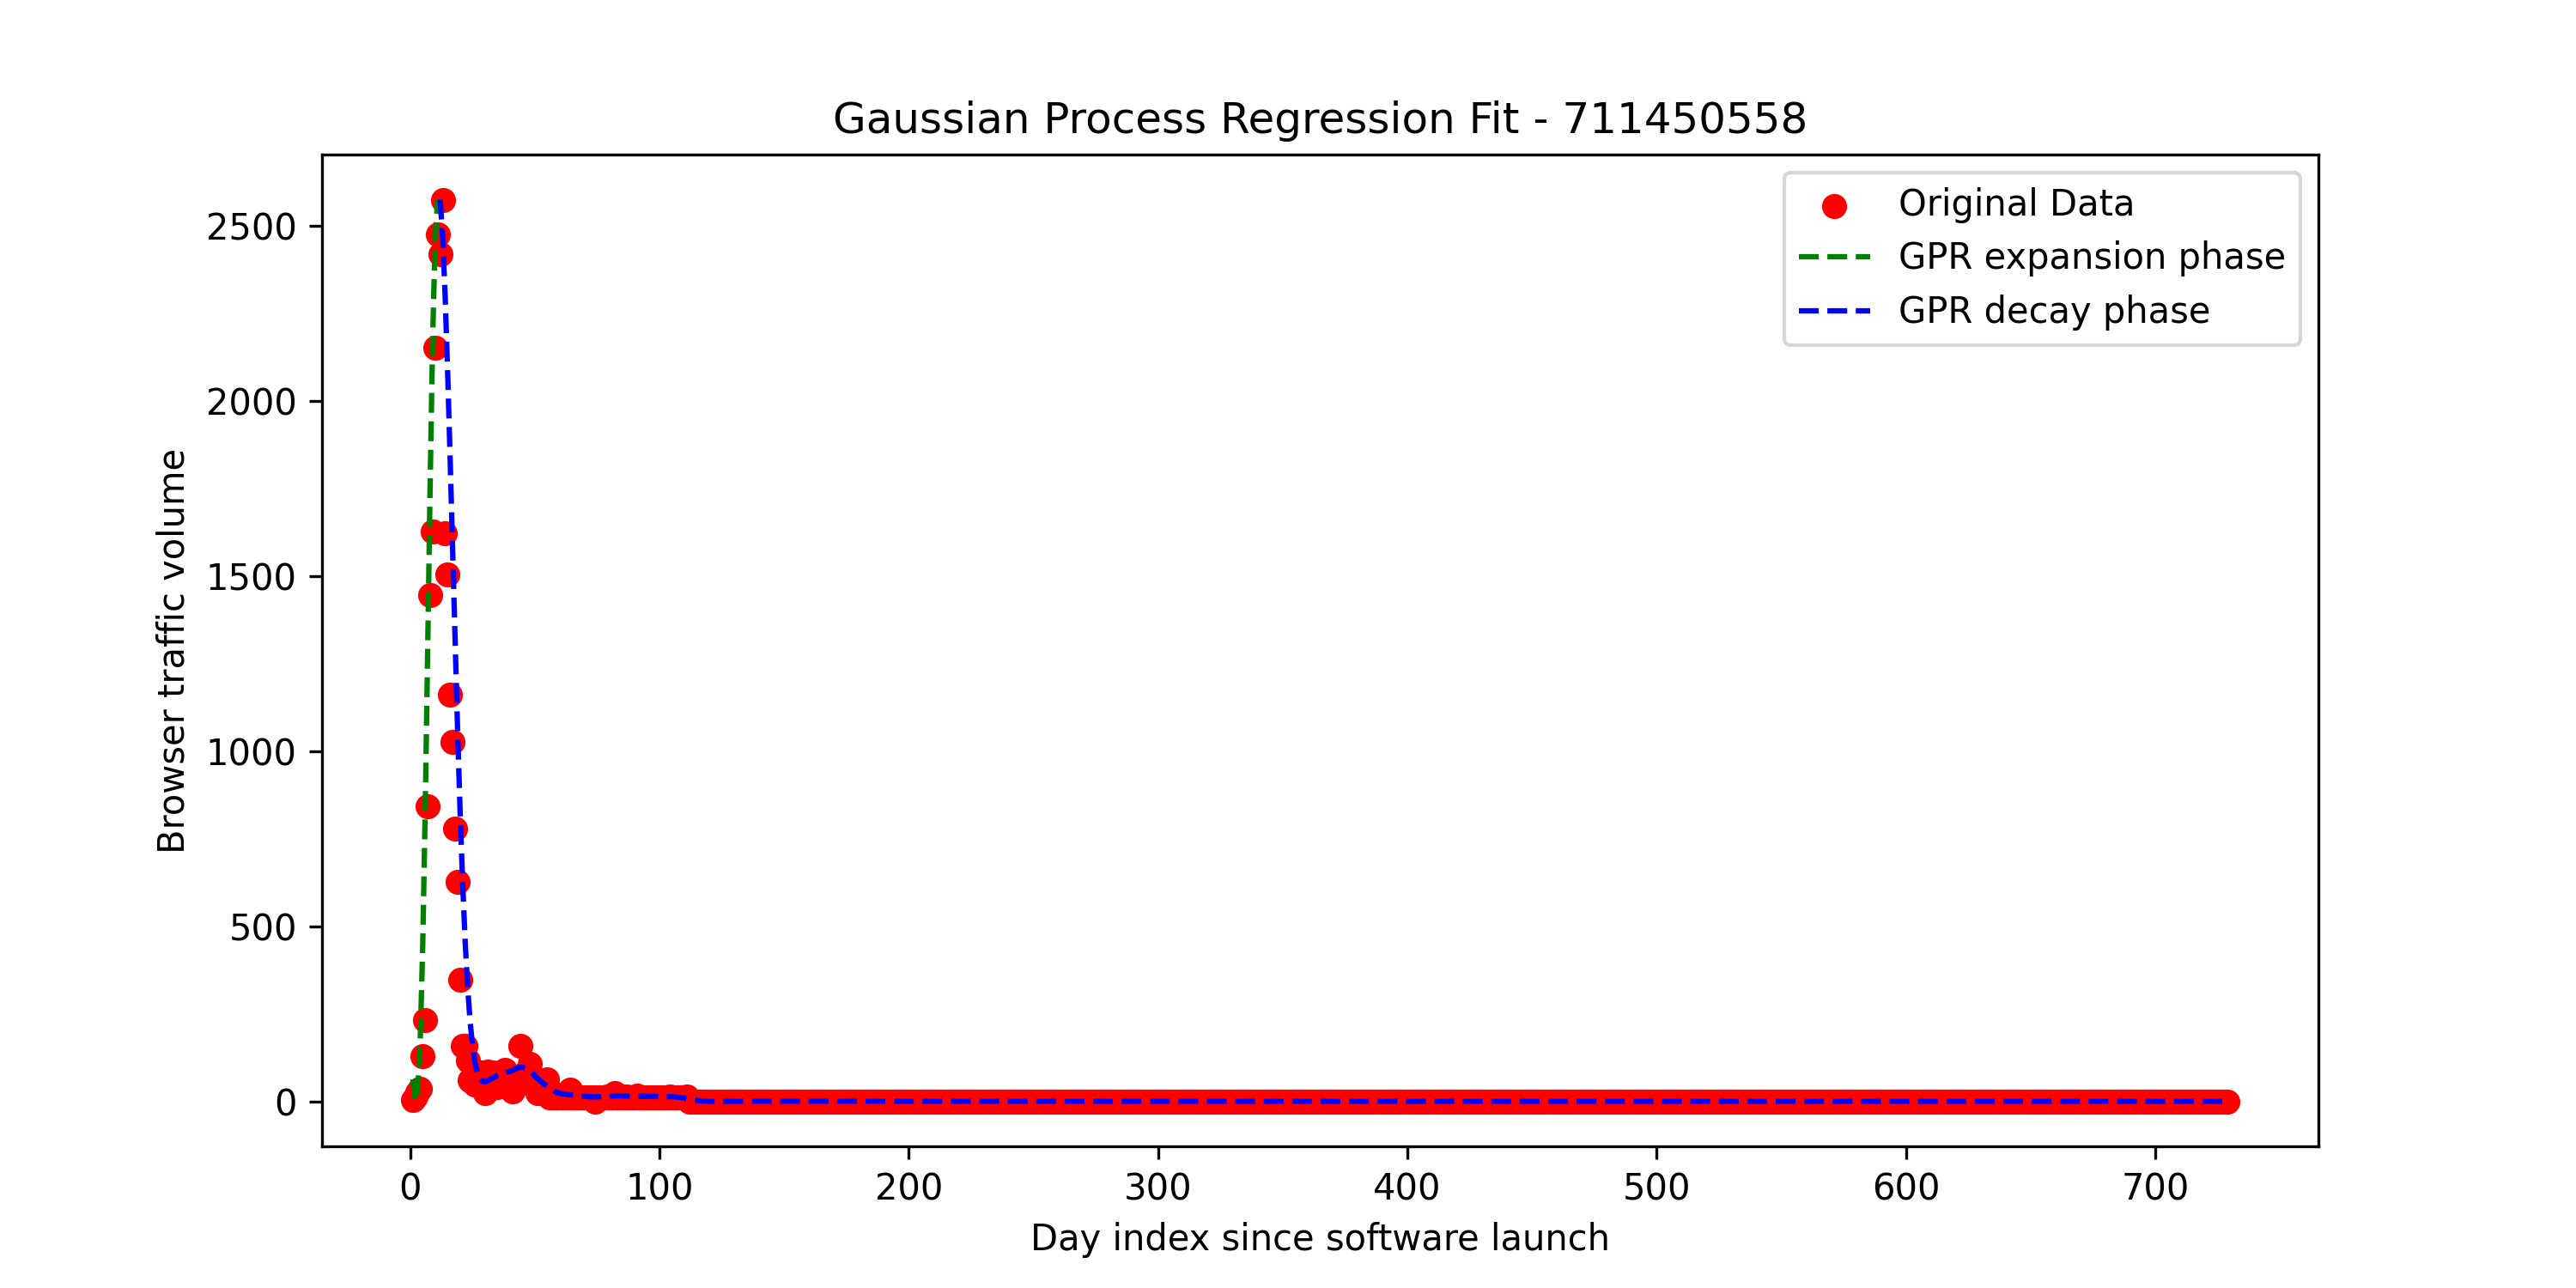 Gaussian Process Regression Fit - 711450558
Original Data
GPR expansion phase
GPR decay phase
Browser traffic volume
2500
2000
1500
1000
500
0
0 100 200 300 400 500 600 700
Day index since software launch